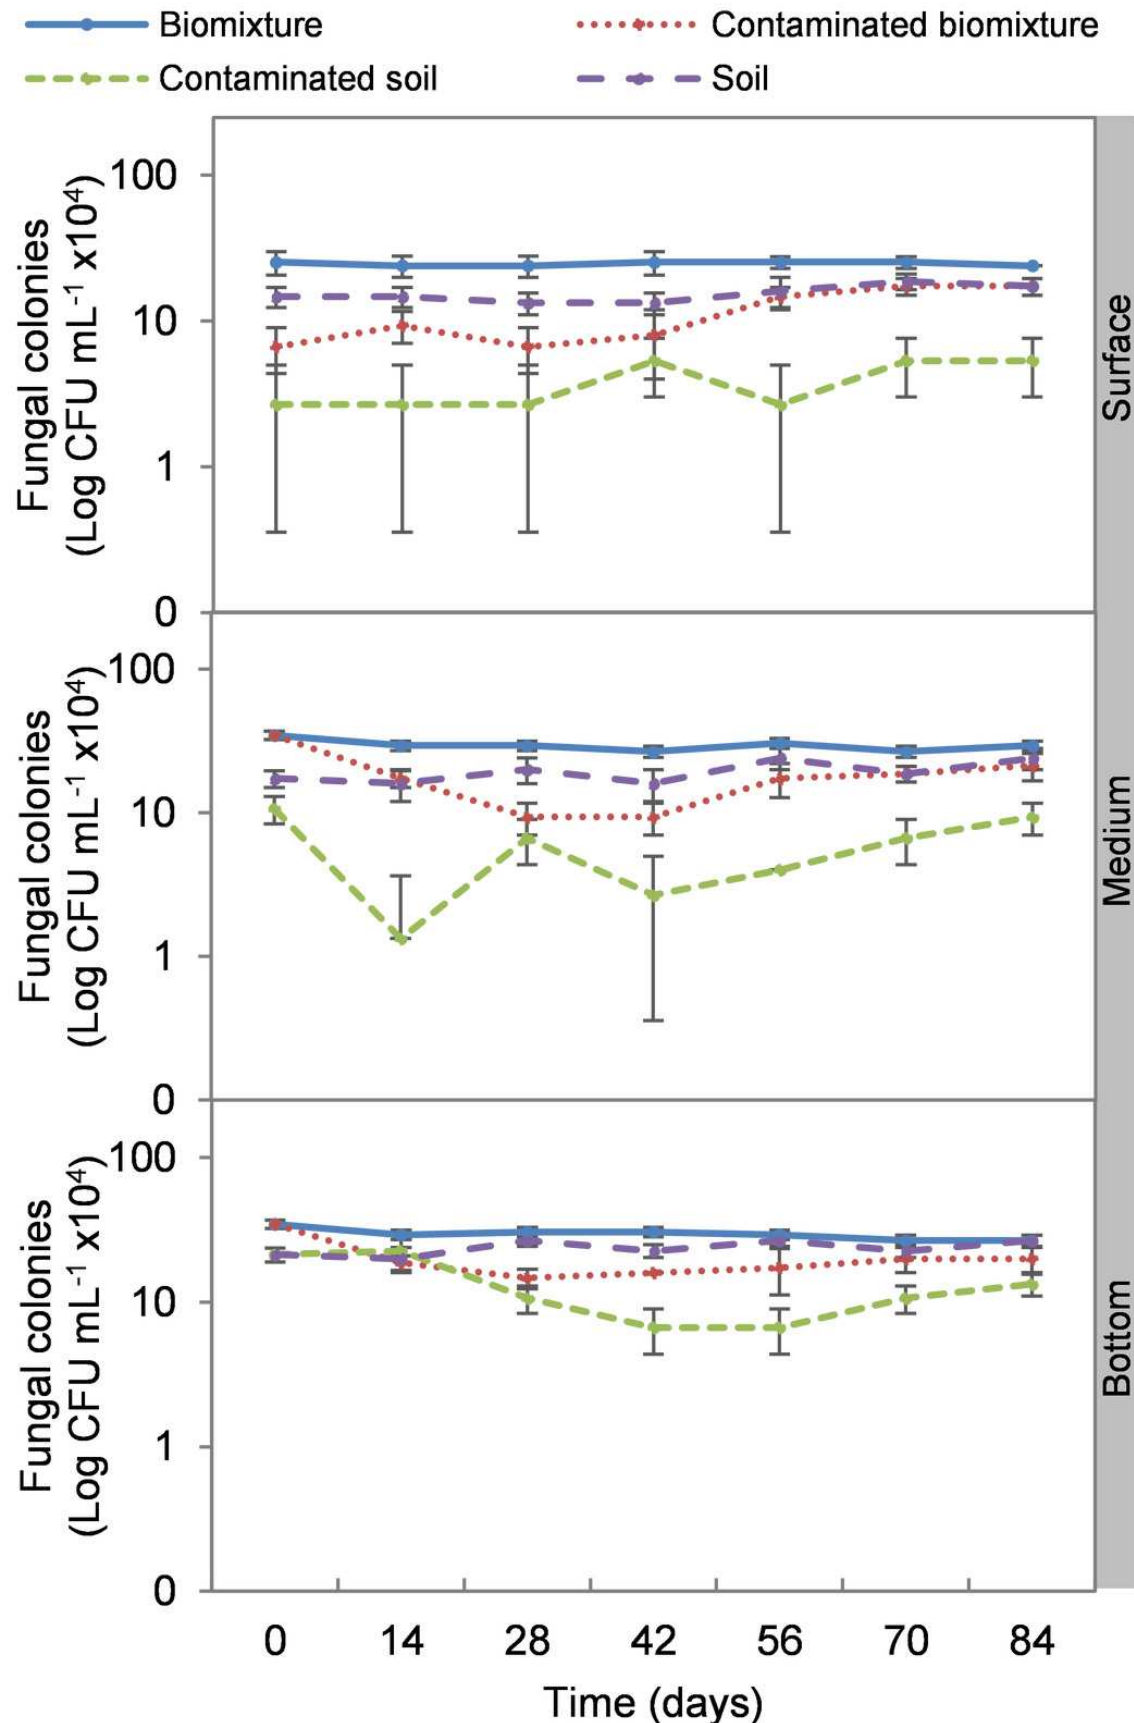 Biomixture
Contaminated biomixture
Contaminated soil
Soil
Fungal colonies
(Log CFU mL⁻¹ x10⁴)
100
10
1
0
Surface
Fungal colonies
(Log CFU mL⁻¹ x10⁴)
100
10
1
0
Medium
Fungal colonies
(Log CFU mL⁻¹ x10⁴)
100
10
1
0
Bottom
0 14 28 42 56 70 84
Time (days)